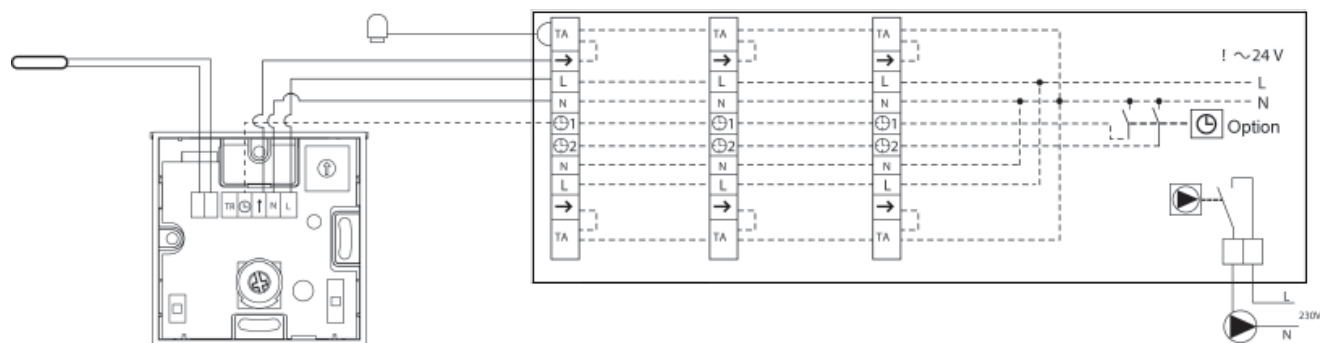 TA TA TA
! ~24 V
L L L L
N N N N
1 1 1
Option
2 2 2
N N N
L L L
TR N L
TA TA TA
L
230V
N